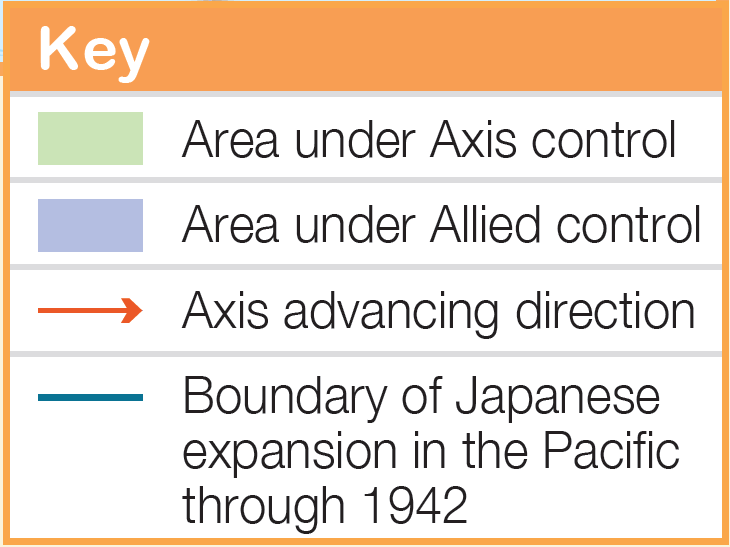 Key
Area under Axis control
Area under Allied control
Axis advancing direction
Boundary of Japanese
expansion in the Pacific
through 1942